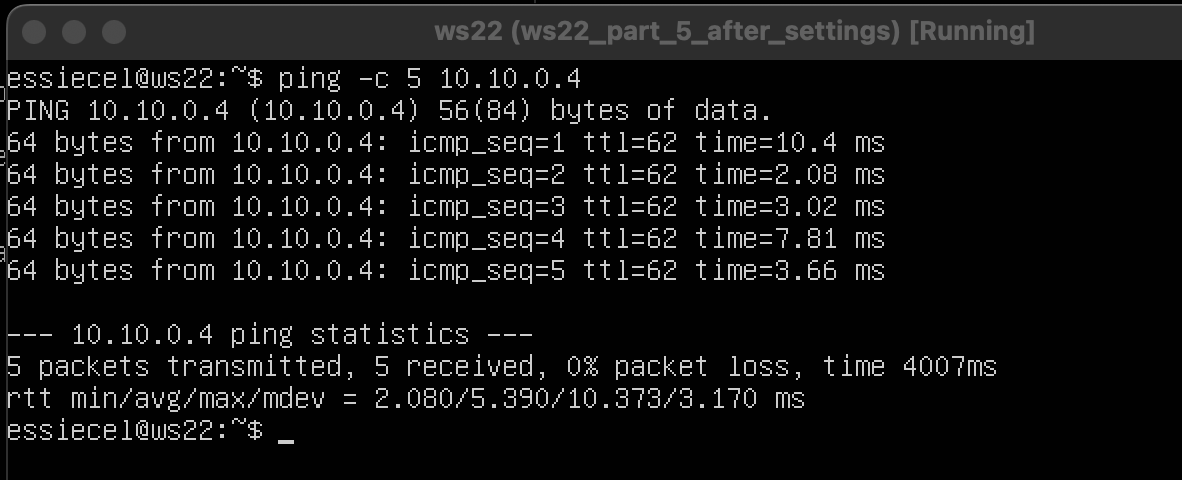 ws22 (ws22_part_5_after_settings) [Running]
essiecel@ws22:~$ ping -c 5 10.10.0.4
PING 10.10.0.4 (10.10.0.4) 56(84) bytes of data.
64 bytes from 10.10.0.4: icmp_seq=1 ttl=62 time=10.4 ms
64 bytes from 10.10.0.4: icmp_seq=2 ttl=62 time=2.08 ms
64 bytes from 10.10.0.4: icmp_seq=3 ttl=62 time=3.02 ms
64 bytes from 10.10.0.4: icmp_seq=4 ttl=62 time=7.81 ms
64 bytes from 10.10.0.4: icmp_seq=5 ttl=62 time=3.66 ms
--- 10.10.0.4 ping statistics ---
5 packets transmitted, 5 received, 0% packet loss, time 4007ms
rtt min/avg/max/mdev = 2.080/5.390/10.373/3.170 ms
essiecel@ws22:~$ _